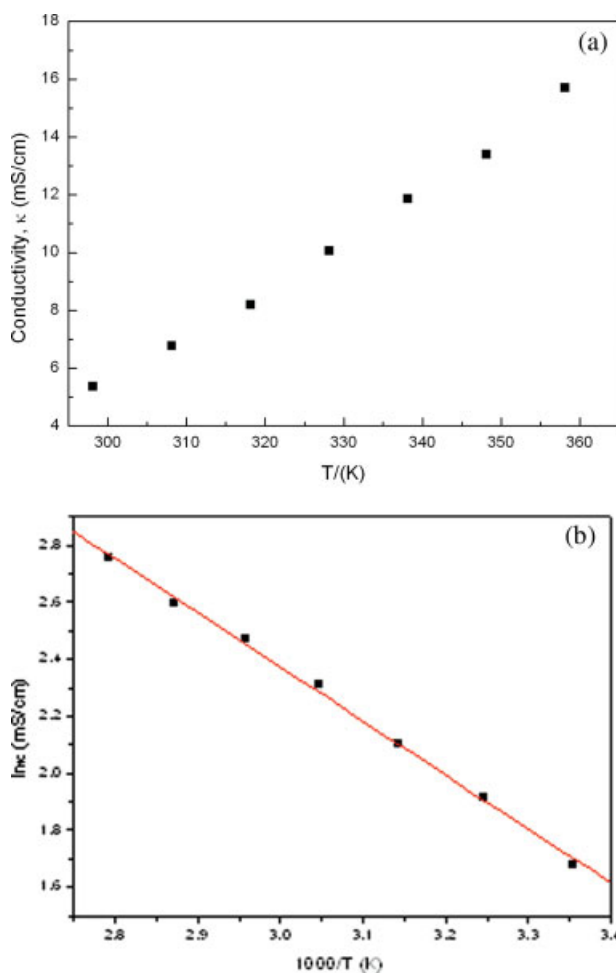 (a)
18
16
14
12
10
8
6
4
Conductivity, κ (mS/cm)
300 310 320 330 340 350 360
T/(K)
(b)
2.8
2.6
2.4
2.2
2.0
1.8
1.6
lnκ (mS/cm)
2.8 2.9 3.0 3.1 3.2 3.3 3.4
1000/T (K)